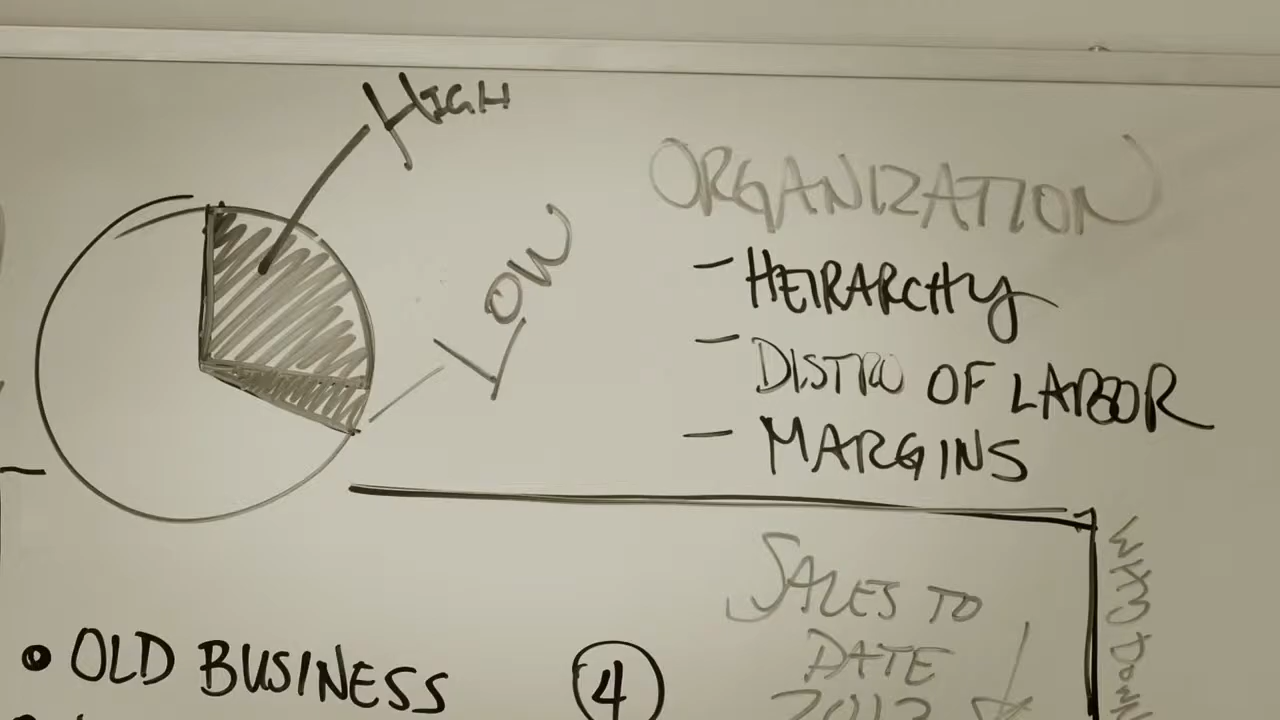 HIGH
LOW
ORGANIZATION
- HEIRARCHY
- DISTRO OF LABOR
- MARGINS
SALES TO
DATE
• OLD BUSINESS
4